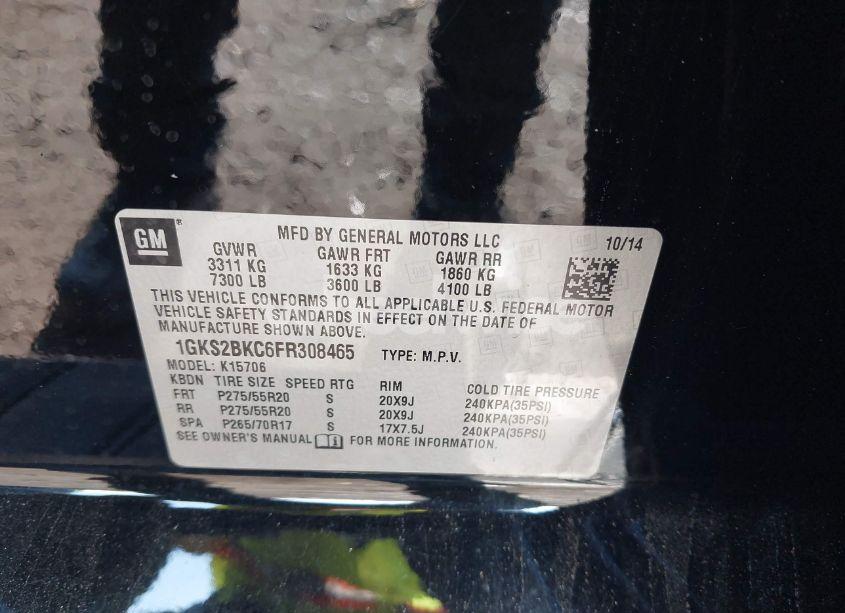 GM ®
MFD BY GENERAL MOTORS LLC
10/14
GVWR GAWR FRT GAWR RR
3311 KG 1633 KG 1860 KG
7300 LB 3600 LB 4100 LB
THIS VEHICLE CONFORMS TO ALL APPLICABLE U.S. FEDERAL MOTOR
VEHICLE SAFETY STANDARDS IN EFFECT ON THE DATE OF
MANUFACTURE SHOWN ABOVE.
1GKS2BKC6FR308465 TYPE: M.P.V.
MODEL: K15706
KBDN TIRE SIZE SPEED RTG RIM COLD TIRE PRESSURE
FRT P275/55R20 S 20X9J 240KPA(35PSI)
RR P275/55R20 S 20X9J 240KPA(35PSI)
SPA P265/70R17 S 17X7.5J 240KPA(35PSI)
SEE OWNER'S MANUAL FOR MORE INFORMATION.